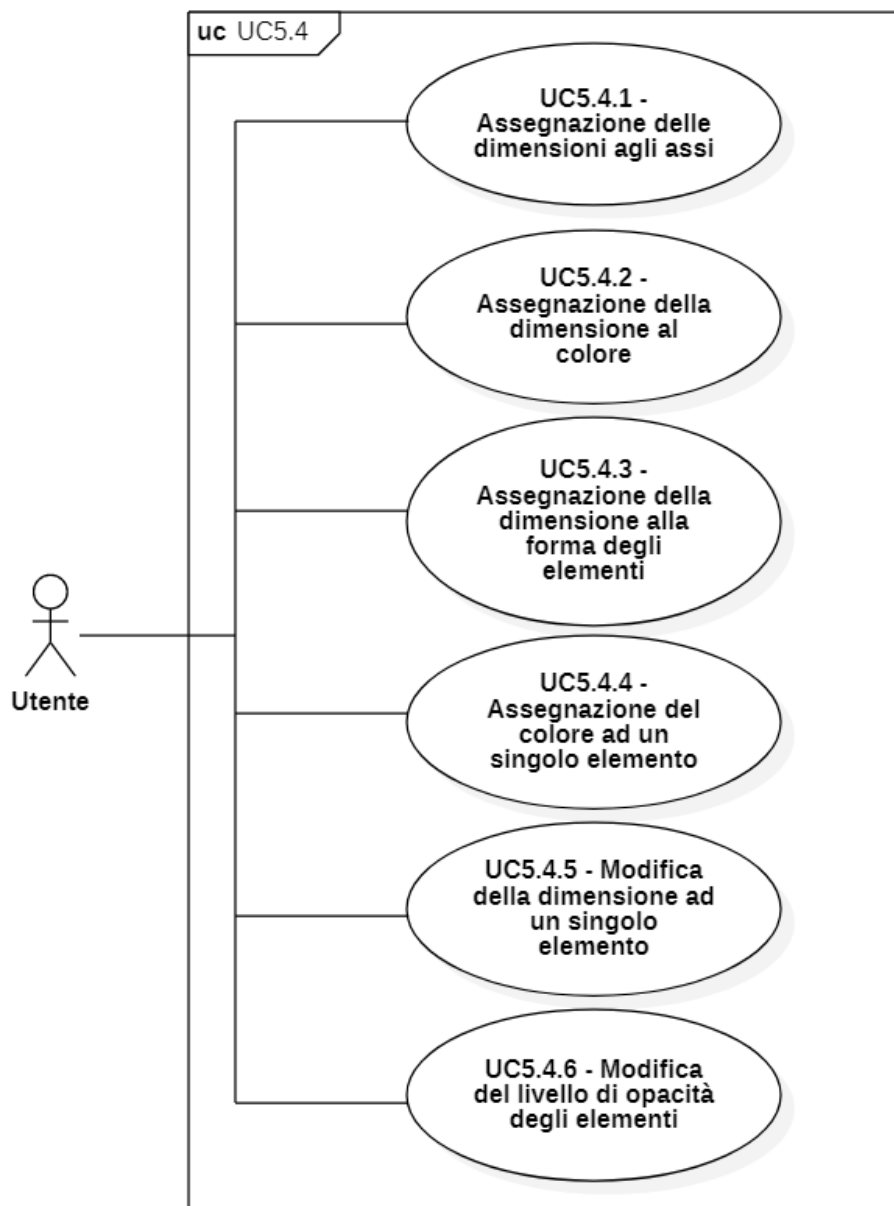 uc UC5.4
UC5.4.1 -
Assegnazione delle
dimensioni agli assi
UC5.4.2 -
Assegnazione della
dimensione al
colore
UC5.4.3 -
Assegnazione della
dimensione alla
forma degli
elementi
Utente
UC5.4.4 -
Assegnazione del
colore ad un
singolo elemento
UC5.4.5 - Modifica
della dimensione ad
un singolo
elemento
UC5.4.6 - Modifica
del livello di opacità
degli elementi